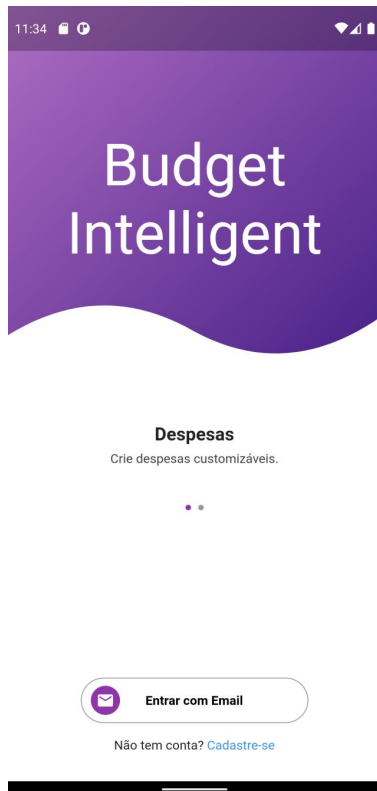 11:34
Budget
Intelligent
Despesas
Crie despesas customizáveis.
Entrar com Email
Não tem conta? Cadastre-se